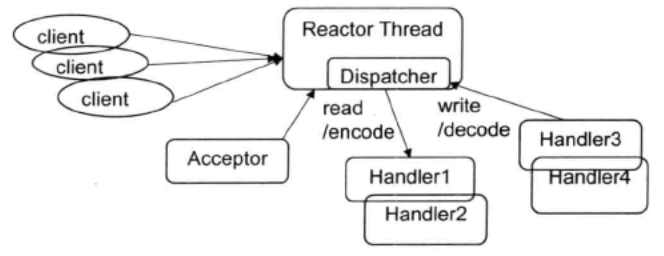 client
client
client
Reactor Thread
Dispatcher
read
/encode
write
/decode
Acceptor
Handler1
Handler2
Handler3
Handler4